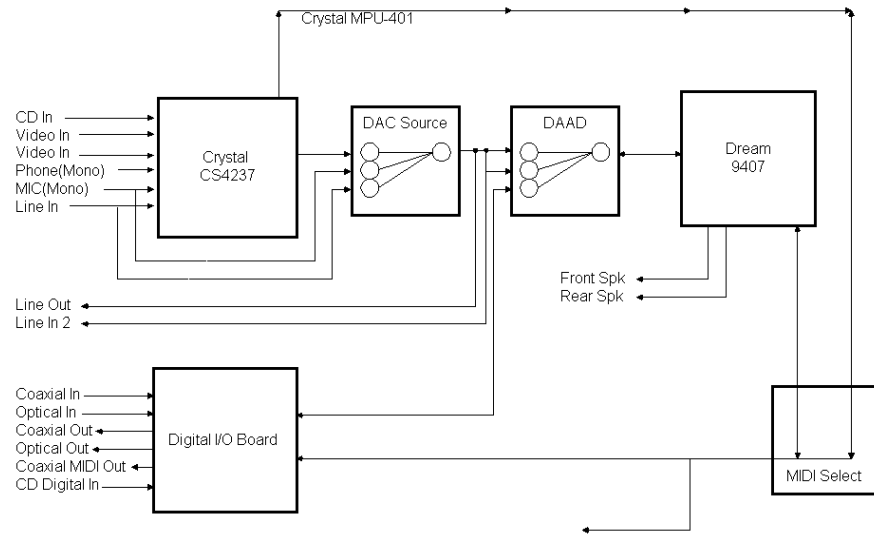 Crystal MPU-401
CD In
Video In
Video In
Phone(Mono)
MIC(Mono)
Line In
Crystal
CS4237
DAC Source
DAAD
Dream
9407
Front Spk
Rear Spk
Line Out
Line In 2
Coaxial In
Optical In
Coaxial Out
Optical Out
Coaxial MIDI Out
CD Digital In
Digital I/O Board
MIDI Select